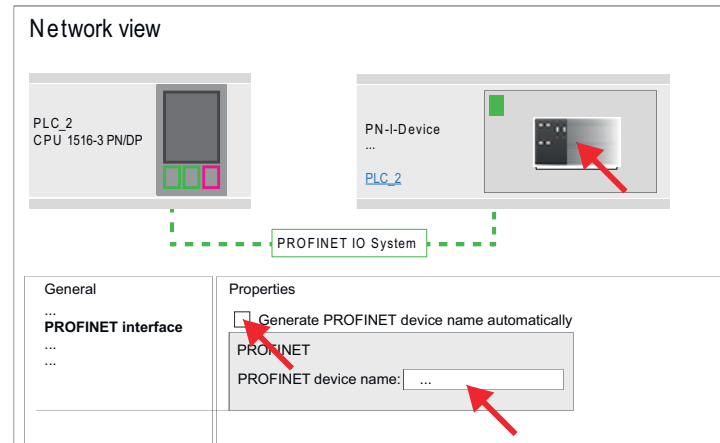 Network view
PLC_2
CPU 1516-3 PN/DP
PN-I-Device
...
PLC_2
PROFINET IO System
General
...
PROFINET interface
...
...
Properties
Generate PROFINET device name automatically
PROFINET
PROFINET device name:
...